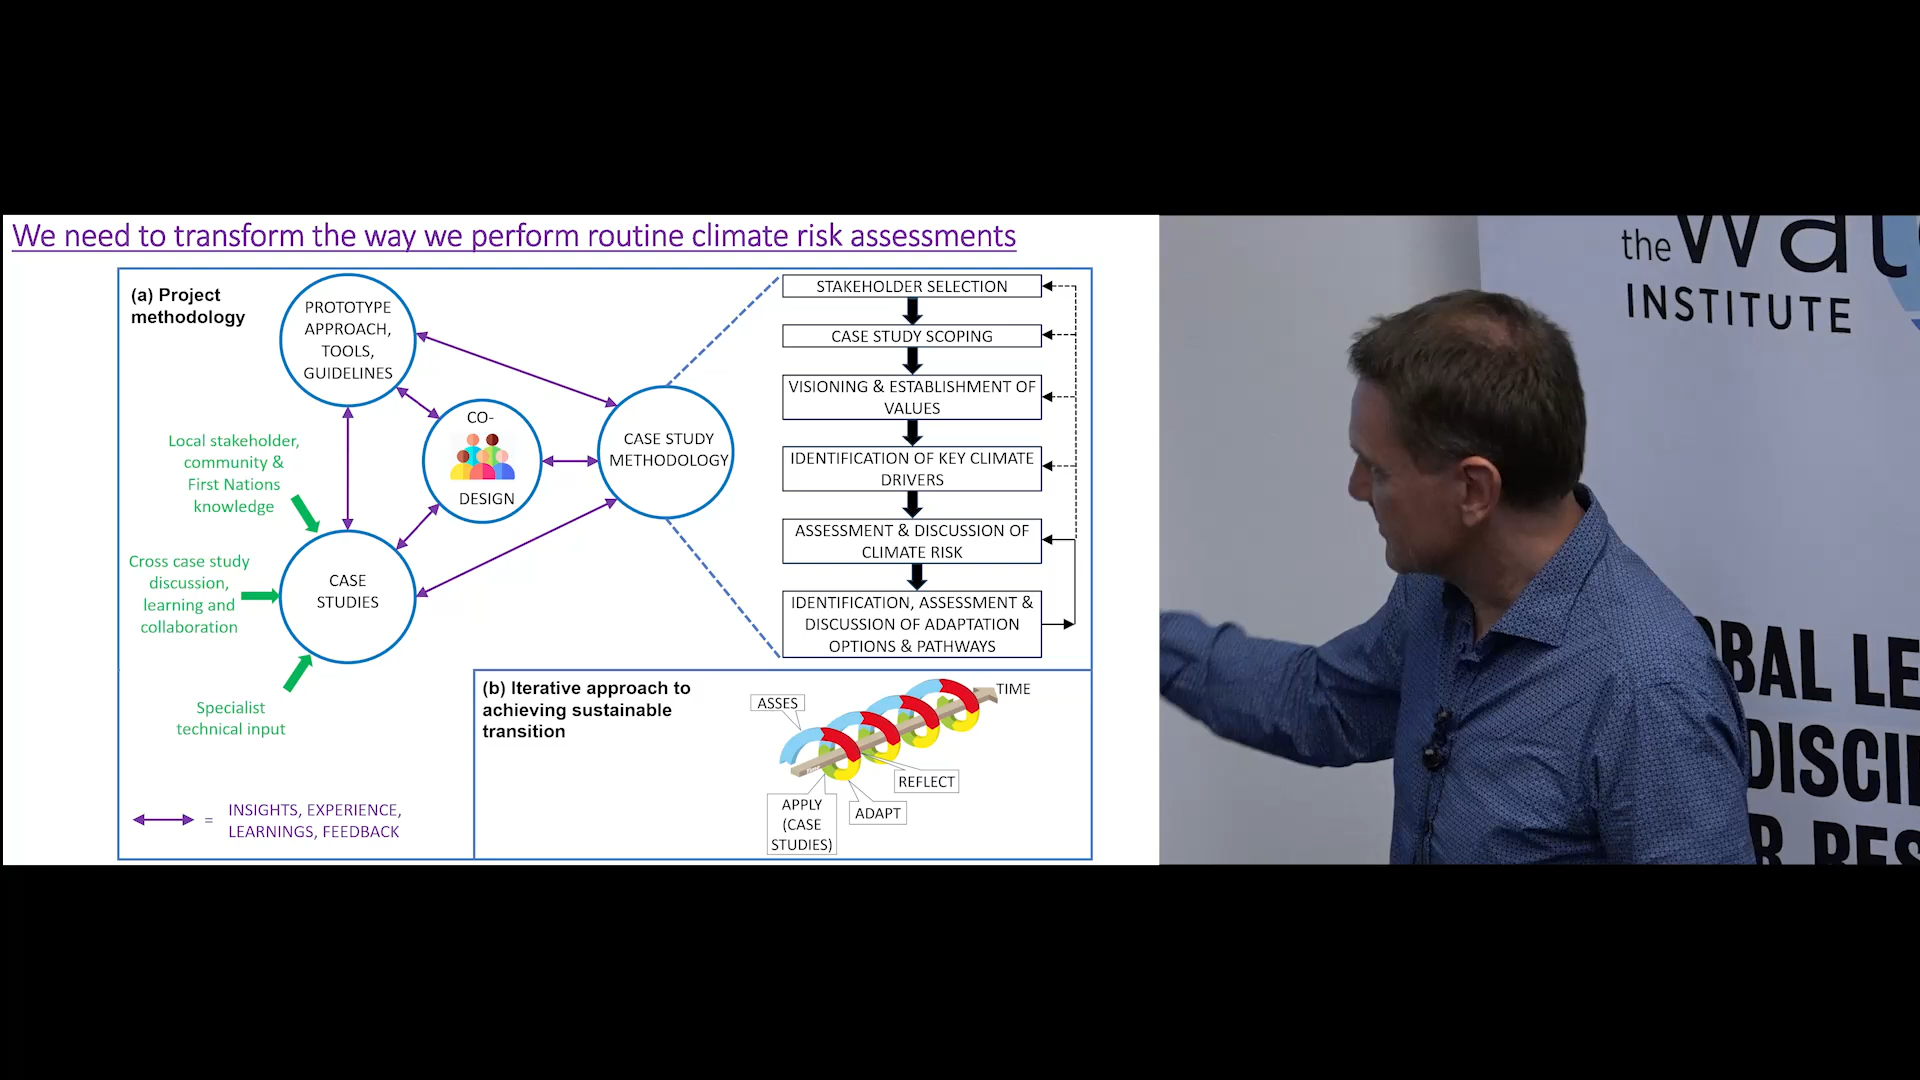 We need to transform the way we perform routine climate risk assessments
(a) Project
methodology
PROTOTYPE
APPROACH,
TOOLS,
GUIDELINES
CO-
DESIGN
CASE STUDY
METHODOLOGY
Local stakeholder,
community &
First Nations
knowledge
Cross case study
discussion,
learning and
collaboration
CASE
STUDIES
Specialist
technical input
=
INSIGHTS, EXPERIENCE,
LEARNINGS, FEEDBACK
STAKEHOLDER SELECTION
CASE STUDY SCOPING
VISIONING & ESTABLISHMENT OF
VALUES
IDENTIFICATION OF KEY CLIMATE
DRIVERS
ASSESSMENT & DISCUSSION OF
CLIMATE RISK
IDENTIFICATION, ASSESSMENT &
DISCUSSION OF ADAPTATION
OPTIONS & PATHWAYS
(b) Iterative approach to
achieving sustainable
transition
TIME
ASSES
REFLECT
ADAPT
APPLY
(CASE
STUDIES)
the Wat
INSTITUTE
OBAL LE
DISCI
R RES